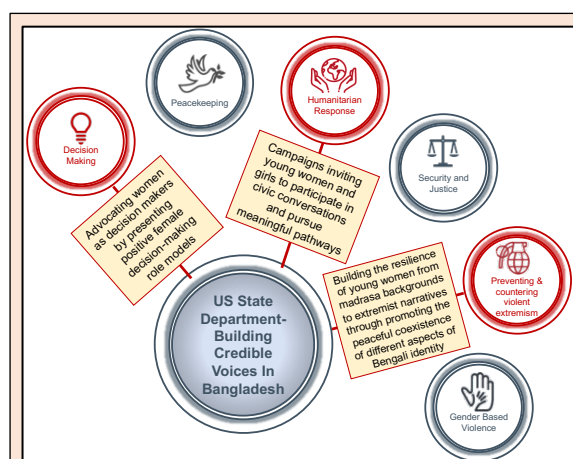 Peacekeeping
Humanitarian
Response
Decision
Making
Security and
Justice
Advocating women
as decision makers
by presenting
positive female
decision-making
role models
Campaigns inviting
young women and
girls to participate in
civic conversations
and pursue
meaningful pathways
Building the resilience
of young women from
madrasa backgrounds
to extremist narratives
through promoting the
peaceful coexistence
of different aspects of
Bengali identity
Preventing &
countering
violent
extremism
US State
Department-
Building
Credible
Voices In
Bangladesh
Gender Based
Violence